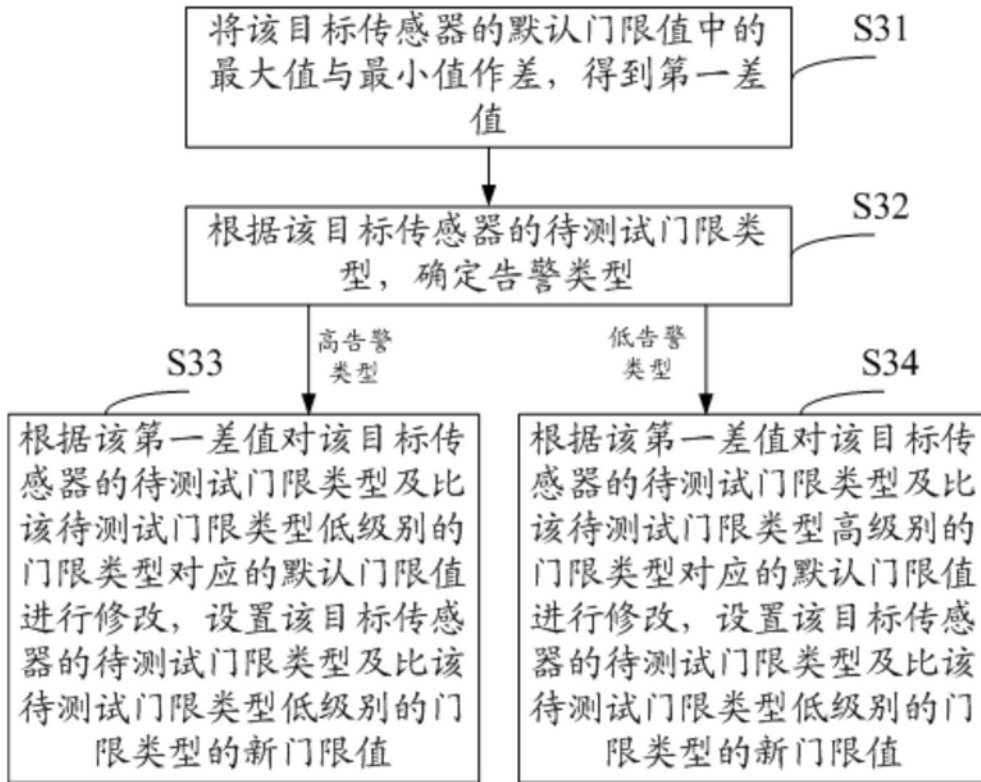 将该目标传感器的默认门限值中的
最大值与最小值作差，得到第一差
值
S31
根据该目标传感器的待测试门限类
型，确定告警类型
S32
高告警
类型
低告警
类型
S33
根据该第一差值对该目标传
感器的待测试门限类型及比
该待测试门限类型低级别的
门限类型对应的默认门限值
进行修改，设置该目标传感
器的待测试门限类型及比该
待测试门限类型低级别的门
限类型的新门限值
S34
根据该第一差值对该目标传
感器的待测试门限类型及比
该待测试门限类型高级别的
门限类型对应的默认门限值
进行修改，设置该目标传感
器的待测试门限类型及比该
待测试门限类型低级别的门
限类型的新门限值